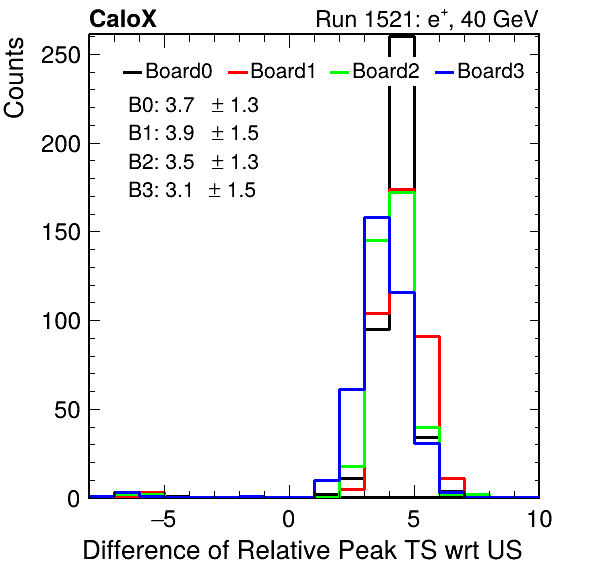 CaloX Run 1521: e+, 40 GeV
Counts
Board0 Board1 Board2 Board3
B0: 3.7 ± 1.3
B1: 3.9 ± 1.5
B2: 3.5 ± 1.3
B3: 3.1 ± 1.5
250
200
150
100
50
0
−5 0 5 10
Difference of Relative Peak TS wrt US